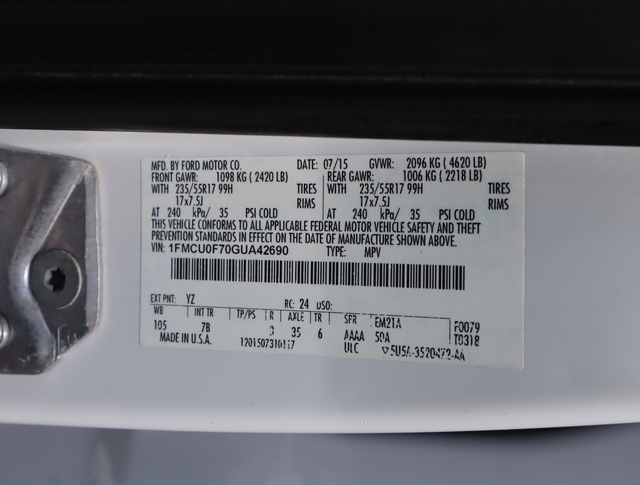 MFD. BY FORD MOTOR CO. DATE: 07/15 GVWR: 2096 KG ( 4620 LB)
FRONT GAWR: 1098 KG ( 2420 LB) REAR GAWR: 1006 KG ( 2218 LB)
WITH 235/55R17 99H TIRES WITH 235/55R17 99H TIRES
17x7.5J RIMS 17x7.5J RIMS
AT 240 kPa/ 35 PSI COLD AT 240 kPa/ 35 PSI COLD
THIS VEHICLE CONFORMS TO ALL APPLICABLE FEDERAL MOTOR VEHICLE SAFETY AND THEFT
PREVENTION STANDARDS IN EFFECT ON THE DATE OF MANUFACTURE SHOWN ABOVE.
VIN: 1FMCU0F70GUA42690 TYPE: MPV
EXT PNT: YZ RC: 24 DSO:
WB INT TR TP/PS R AXLE TR SPR EM21A F0079
105 7B 3 35 6 AAAA 50A T0318
MADE IN U.S.A. ULC